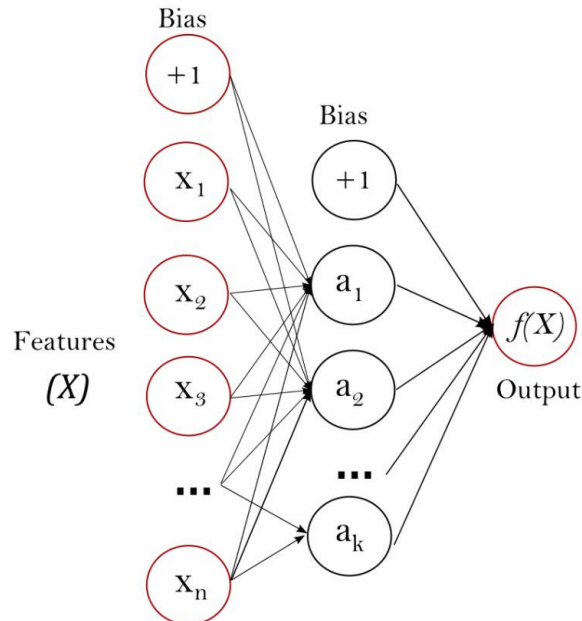 Bias
+1
x₁
x₂
x₃
...
xₙ
Features
(X)
Bias
+1
a₁
a₂
...
aₖ
f(X)
Output